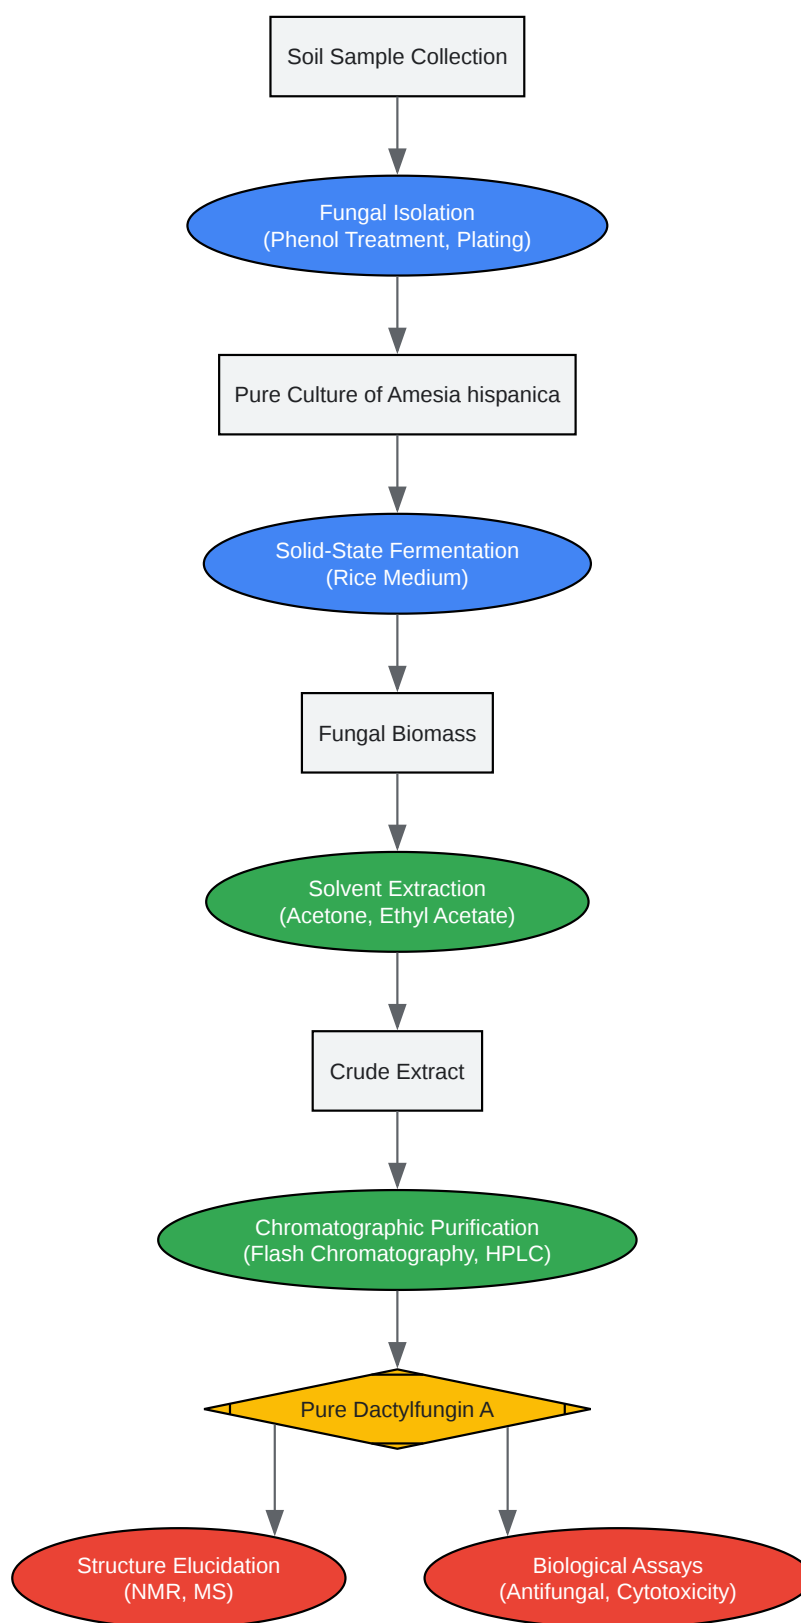 Soil Sample Collection
Fungal Isolation
(Phenol Treatment, Plating)
Pure Culture of Amesia hispanica
Solid-State Fermentation
(Rice Medium)
Fungal Biomass
Solvent Extraction
(Acetone, Ethyl Acetate)
Crude Extract
Chromatographic Purification
(Flash Chromatography, HPLC)
Pure Dactylfungin A
Structure Elucidation
(NMR, MS)
Biological Assays
(Antifungal, Cytotoxicity)